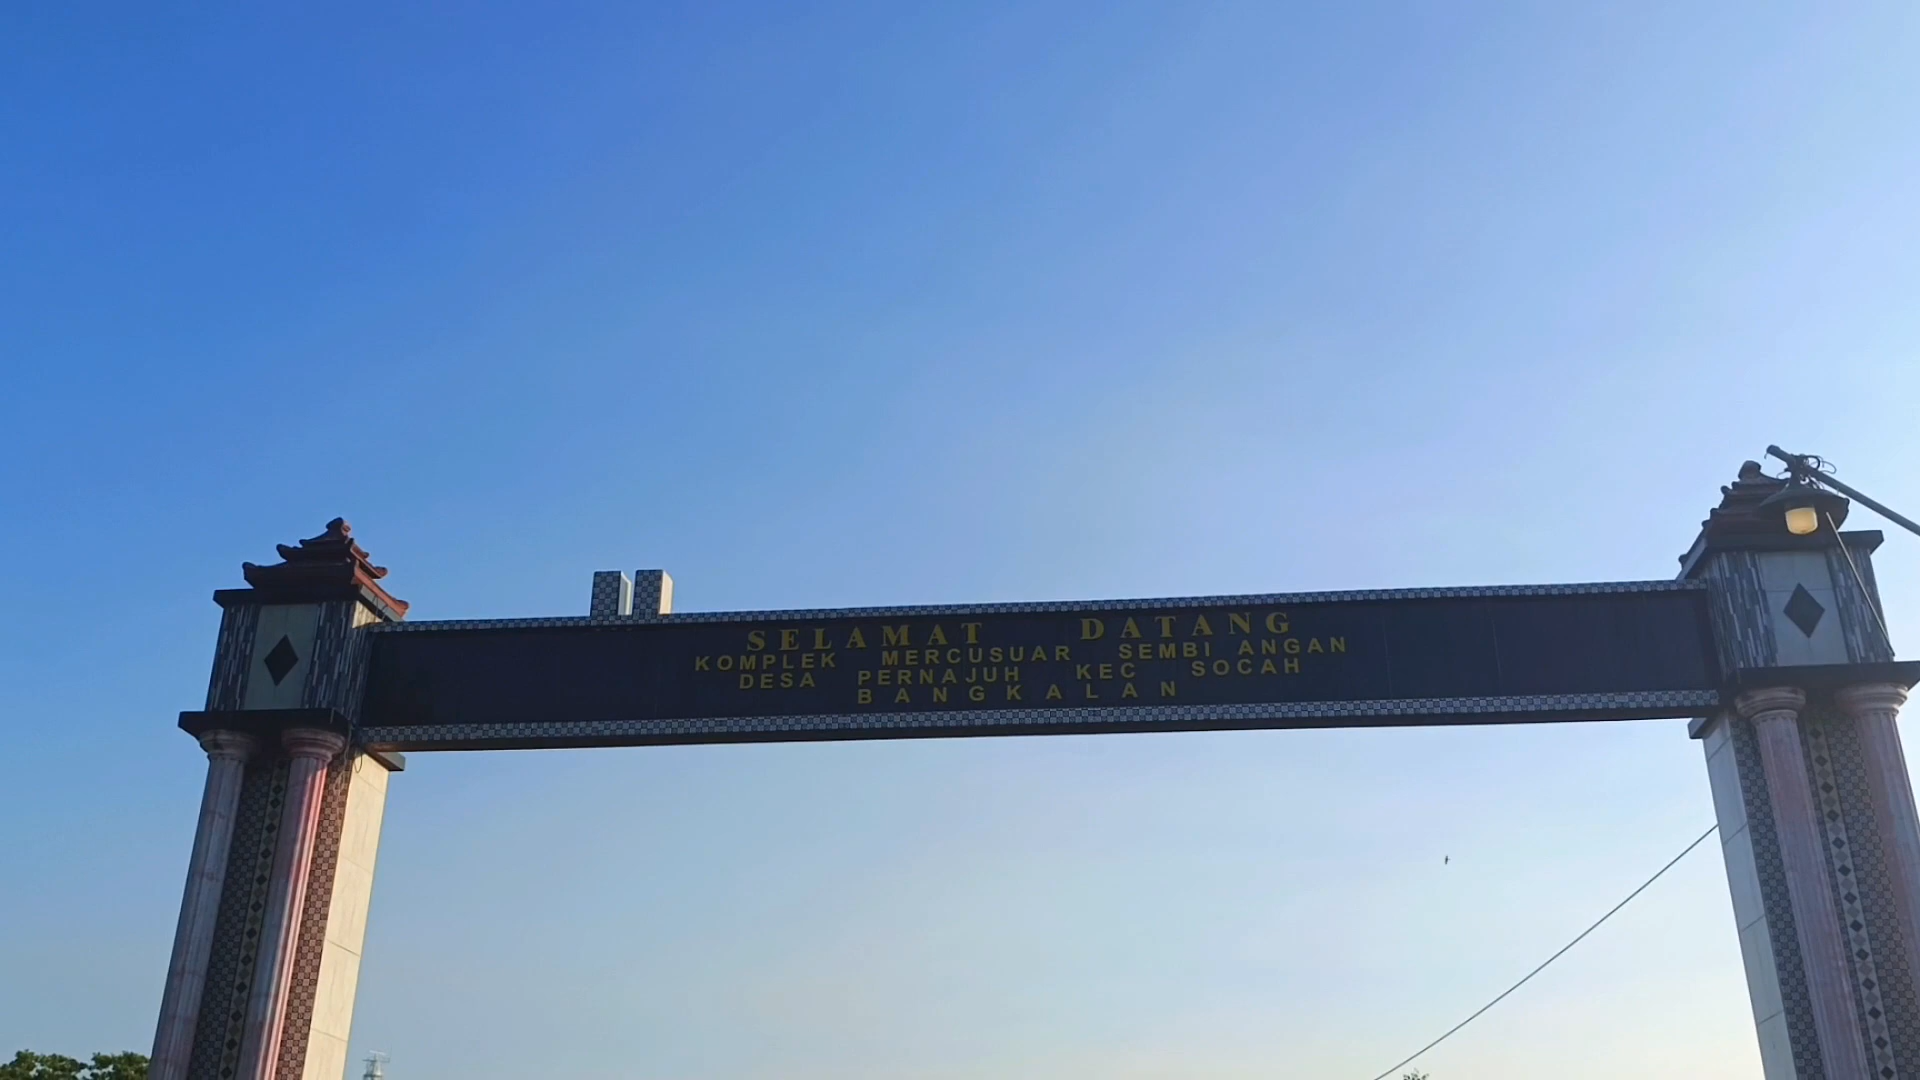 SELAMAT DATANG
KOMPLEK MERCUSUAR SEMBI ANGAN
DESA PERNAJUH KEC SOCAH
BANGKALAN